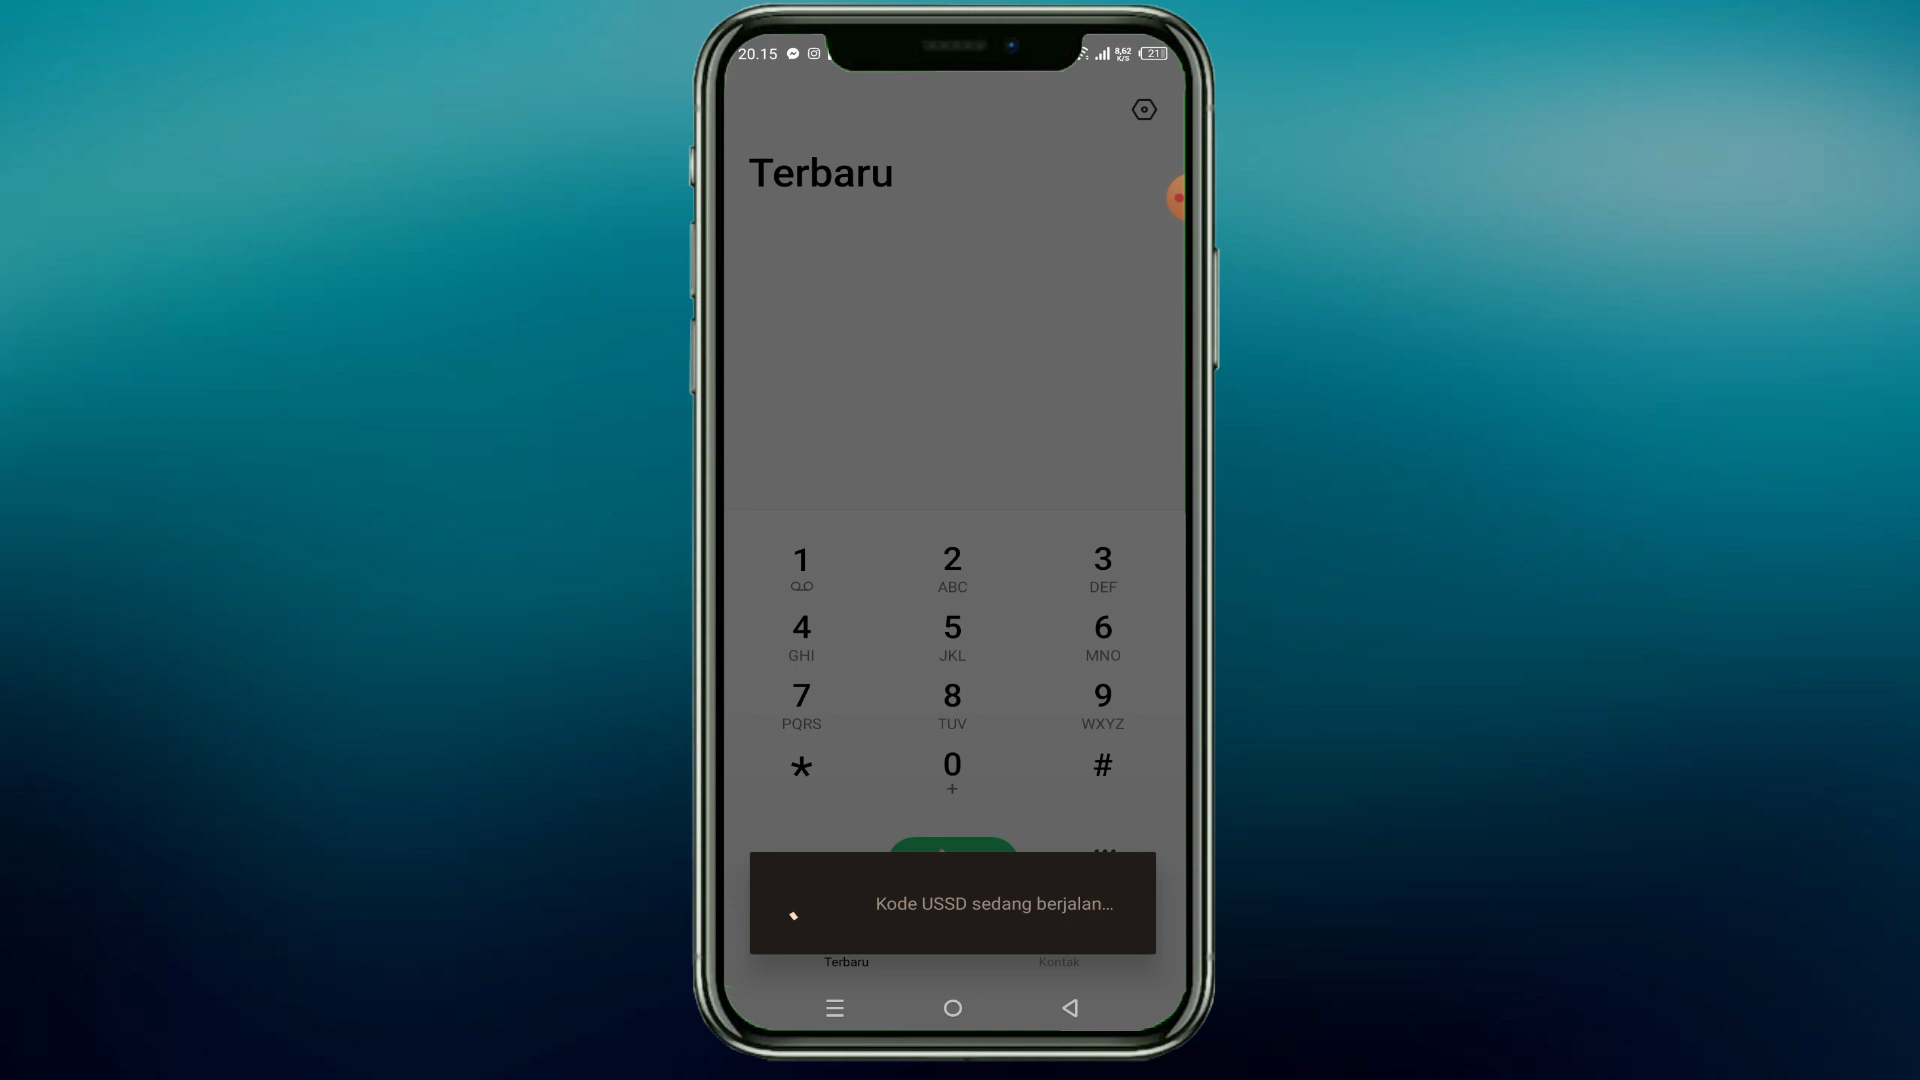 20.15
8,62
K/S
21
Terbaru
1
2
ABC
3
DEF
4
GHI
5
JKL
6
MNO
7
PQRS
8
TUV
9
WXYZ
*
0
+
#
Kode USSD sedang berjalan...
Terbaru
Kontak